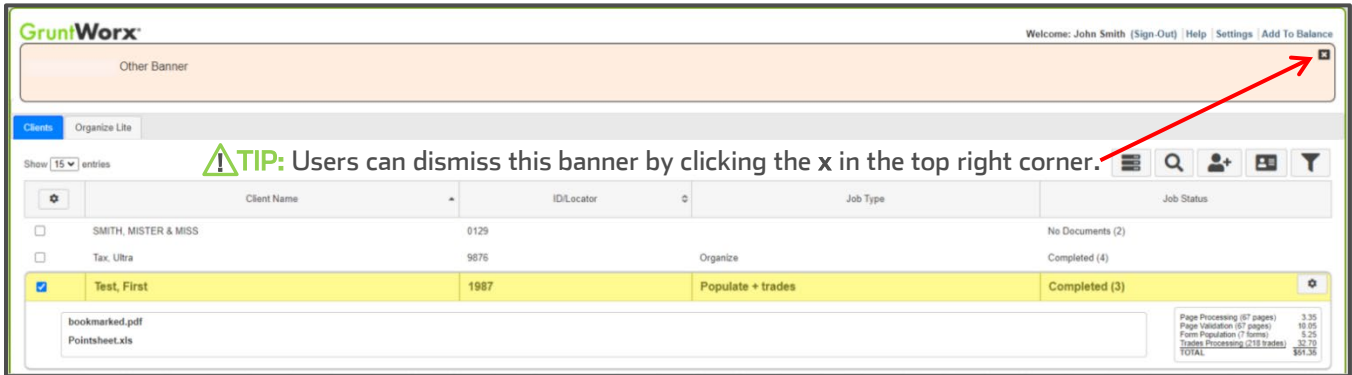 GruntWorx
Welcome: John Smith (Sign-Out) | Help | Settings | Add To Balance
Other Banner
Clients Organize Lite
TIP: Users can dismiss this banner by clicking the x in the top right corner.
Show 15 entries
Client Name ID/Locator Job Type Job Status
SMITH, MISTER & MISS 0129 No Documents (2)
Tax, Ultra 9876 Organize Completed (4)
Test, First 1987 Populate + trades Completed (3)
bookmarked.pdf
Pointsheet.xls
Page Processing (67 pages) 3.35
Page Validation (67 pages) 10.05
Form Population (7 forms) 5.25
Trades Processing (218 trades) 32.70
TOTAL $51.36